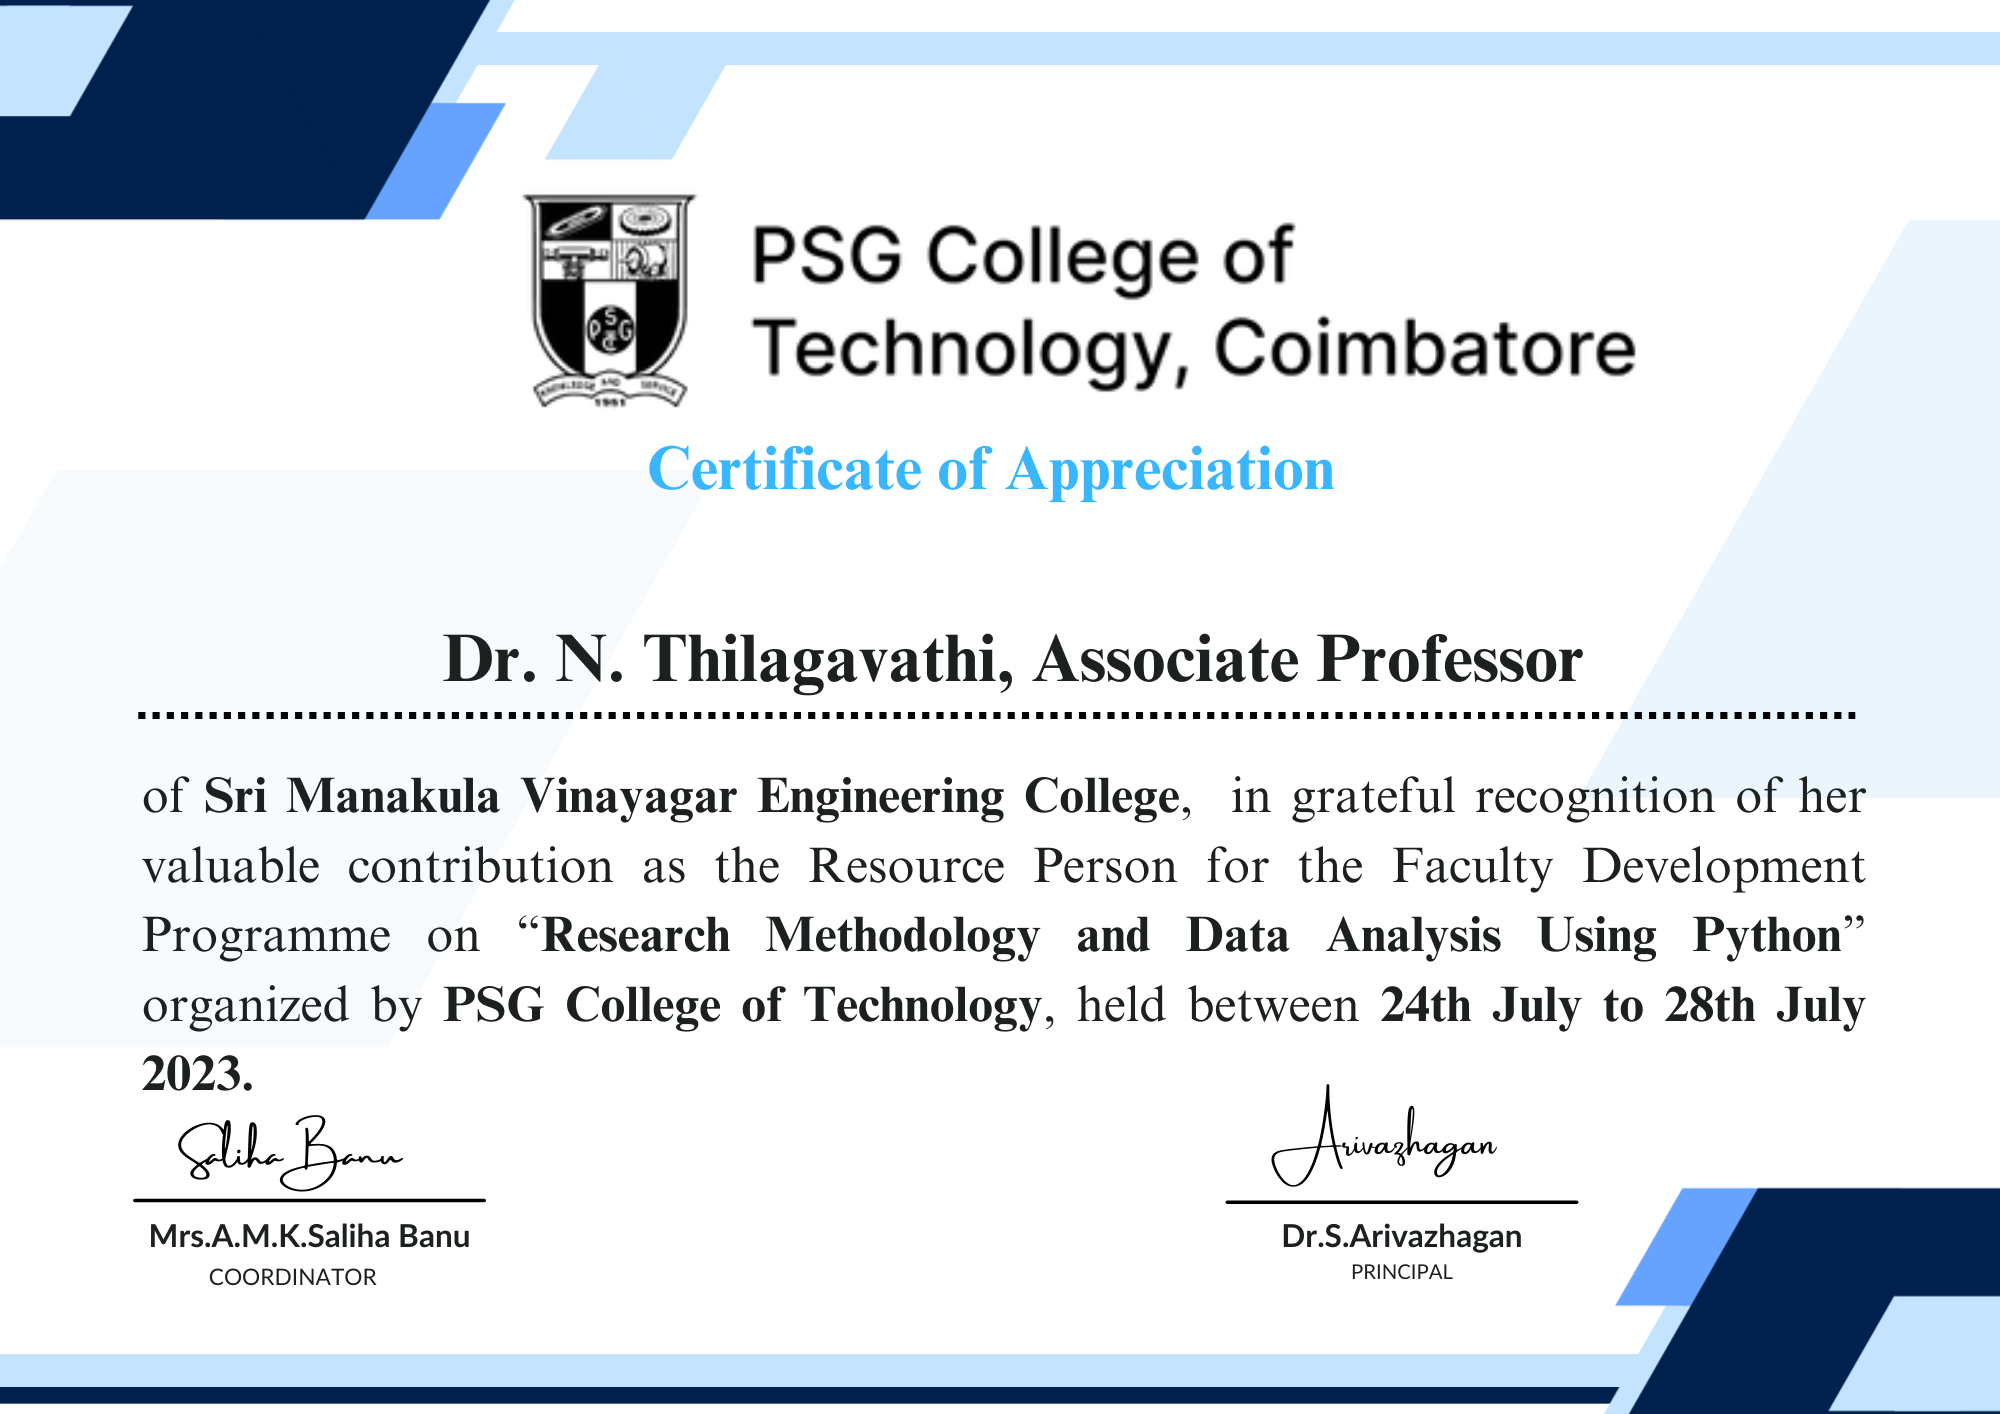 PSG College of
Technology, Coimbatore
S
P G
C
KNOWLEDGE AND SERVICE
1951
Certificate of Appreciation
Dr. N. Thilagavathi, Associate Professor
of Sri Manakula Vinayagar Engineering College, in grateful recognition of her
valuable contribution as the Resource Person for the Faculty Development
Programme on “Research Methodology and Data Analysis Using Python”
organized by PSG College of Technology, held between 24th July to 28th July
2023.
Saliha Banu
Arivazhagan
Mrs.A.M.K.Saliha Banu
COORDINATOR
Dr.S.Arivazhagan
PRINCIPAL